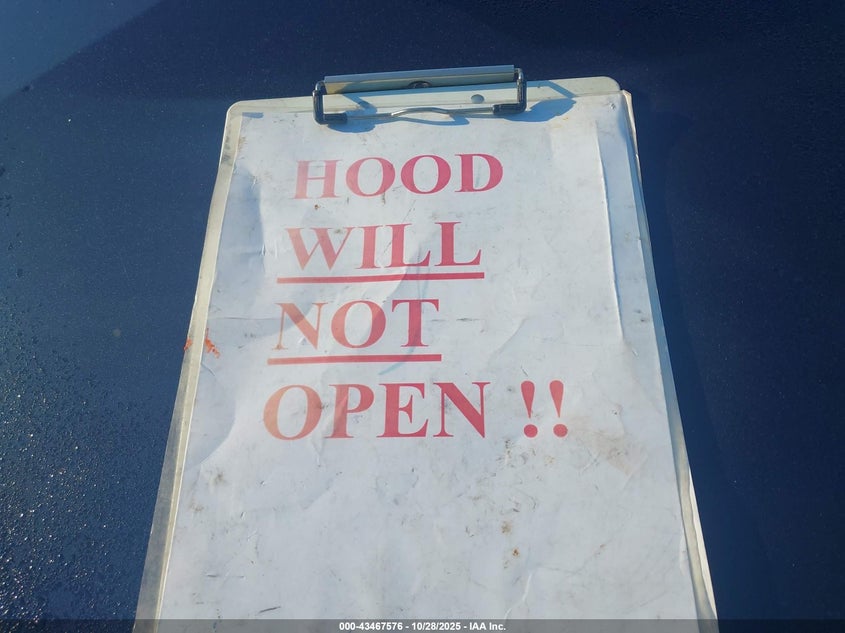 HOOD
WILL
NOT
OPEN !!
000-43467576 - 10/28/2025 - IAA Inc.